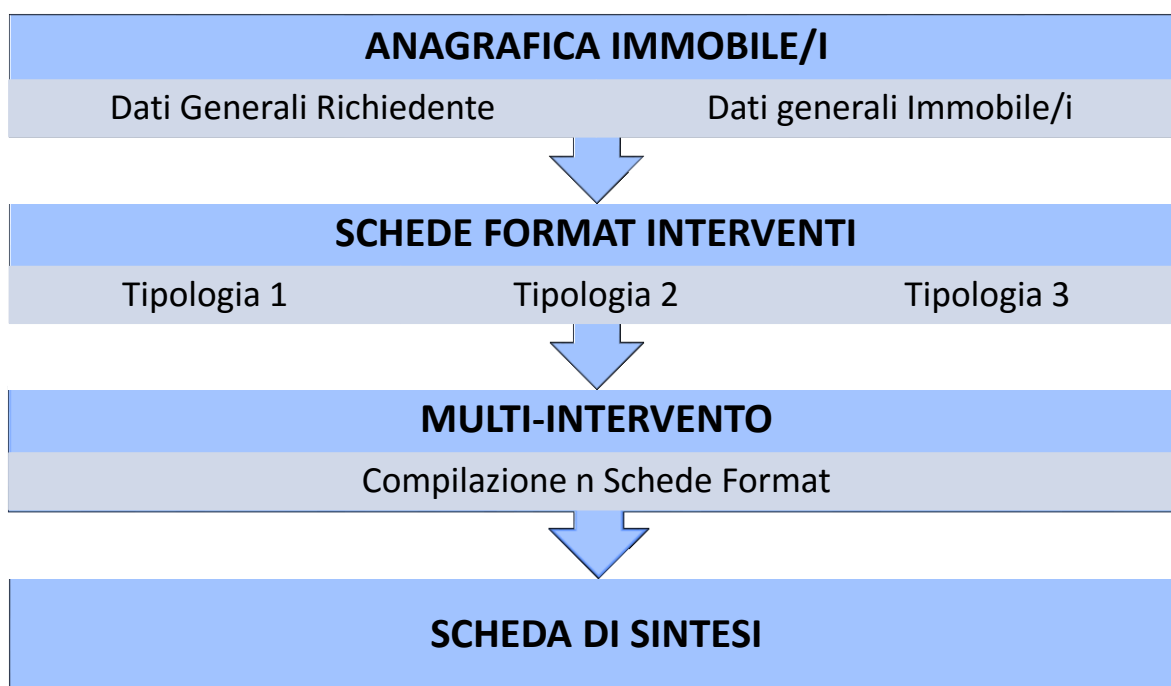 ANAGRAFICA IMMOBILE/I
Dati Generali Richiedente
Dati generali Immobile/i
SCHEDE FORMAT INTERVENTI
Tipologia 1
Tipologia 2
Tipologia 3
MULTI-INTERVENTO
Compilazione n Schede Format
SCHEDA DI SINTESI